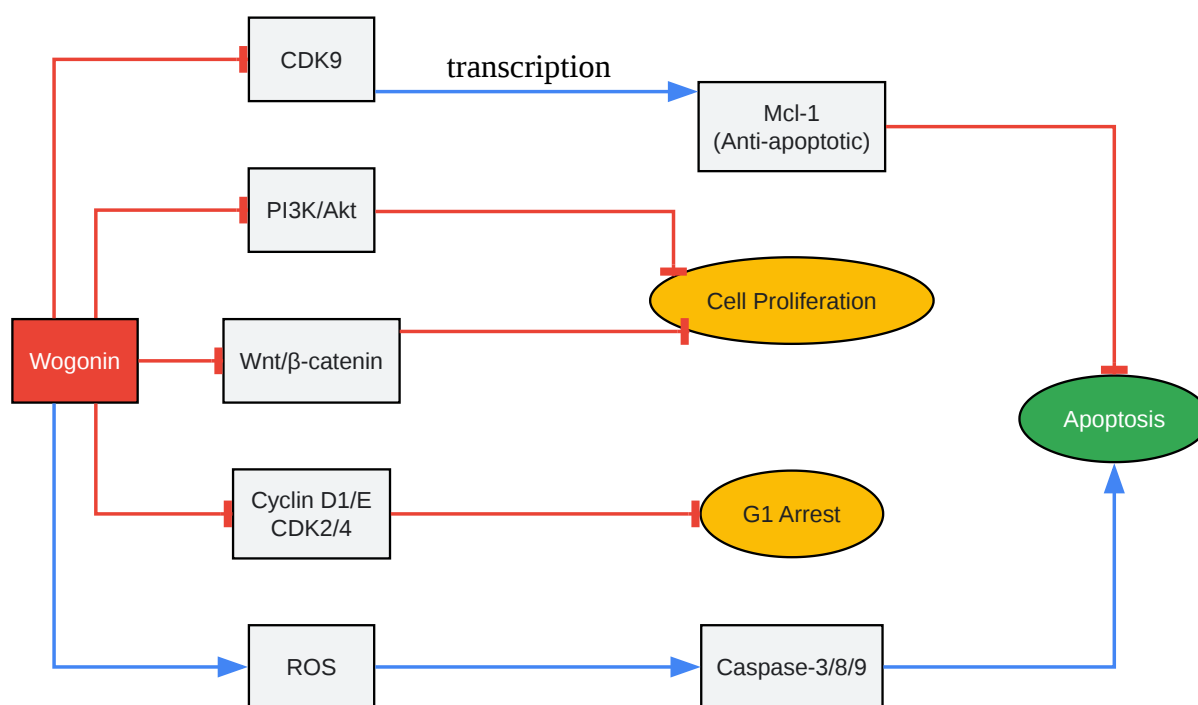 CDK9
transcription
Mcl-1
(Anti-apoptotic)
PI3K/Akt
Cell Proliferation
Wogonin
Wnt/β-catenin
Apoptosis
Cyclin D1/E
CDK2/4
G1 Arrest
ROS
Caspase-3/8/9